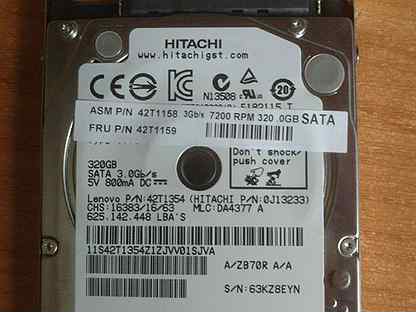 HITACHI
www.hitachigst.com
N13508
20
ASM P/N 42T1158 3Gb/s 7200 RPM 320 .0GB SATA
FRU P/N 42T1159
Don't shock/
push cover
320GB
SATA 3.0Gb/s
5V 800mA DC
Lenovo P/N:42T1354 (HITACHI P/N:0J13233)
CHS:16383/16/63 MLC:DA4377 A
625.142.448 LBA'S
11S42T1354Z1ZJVV01SJVA
A/ZB70R A/A
S/N:63KZ8EYN